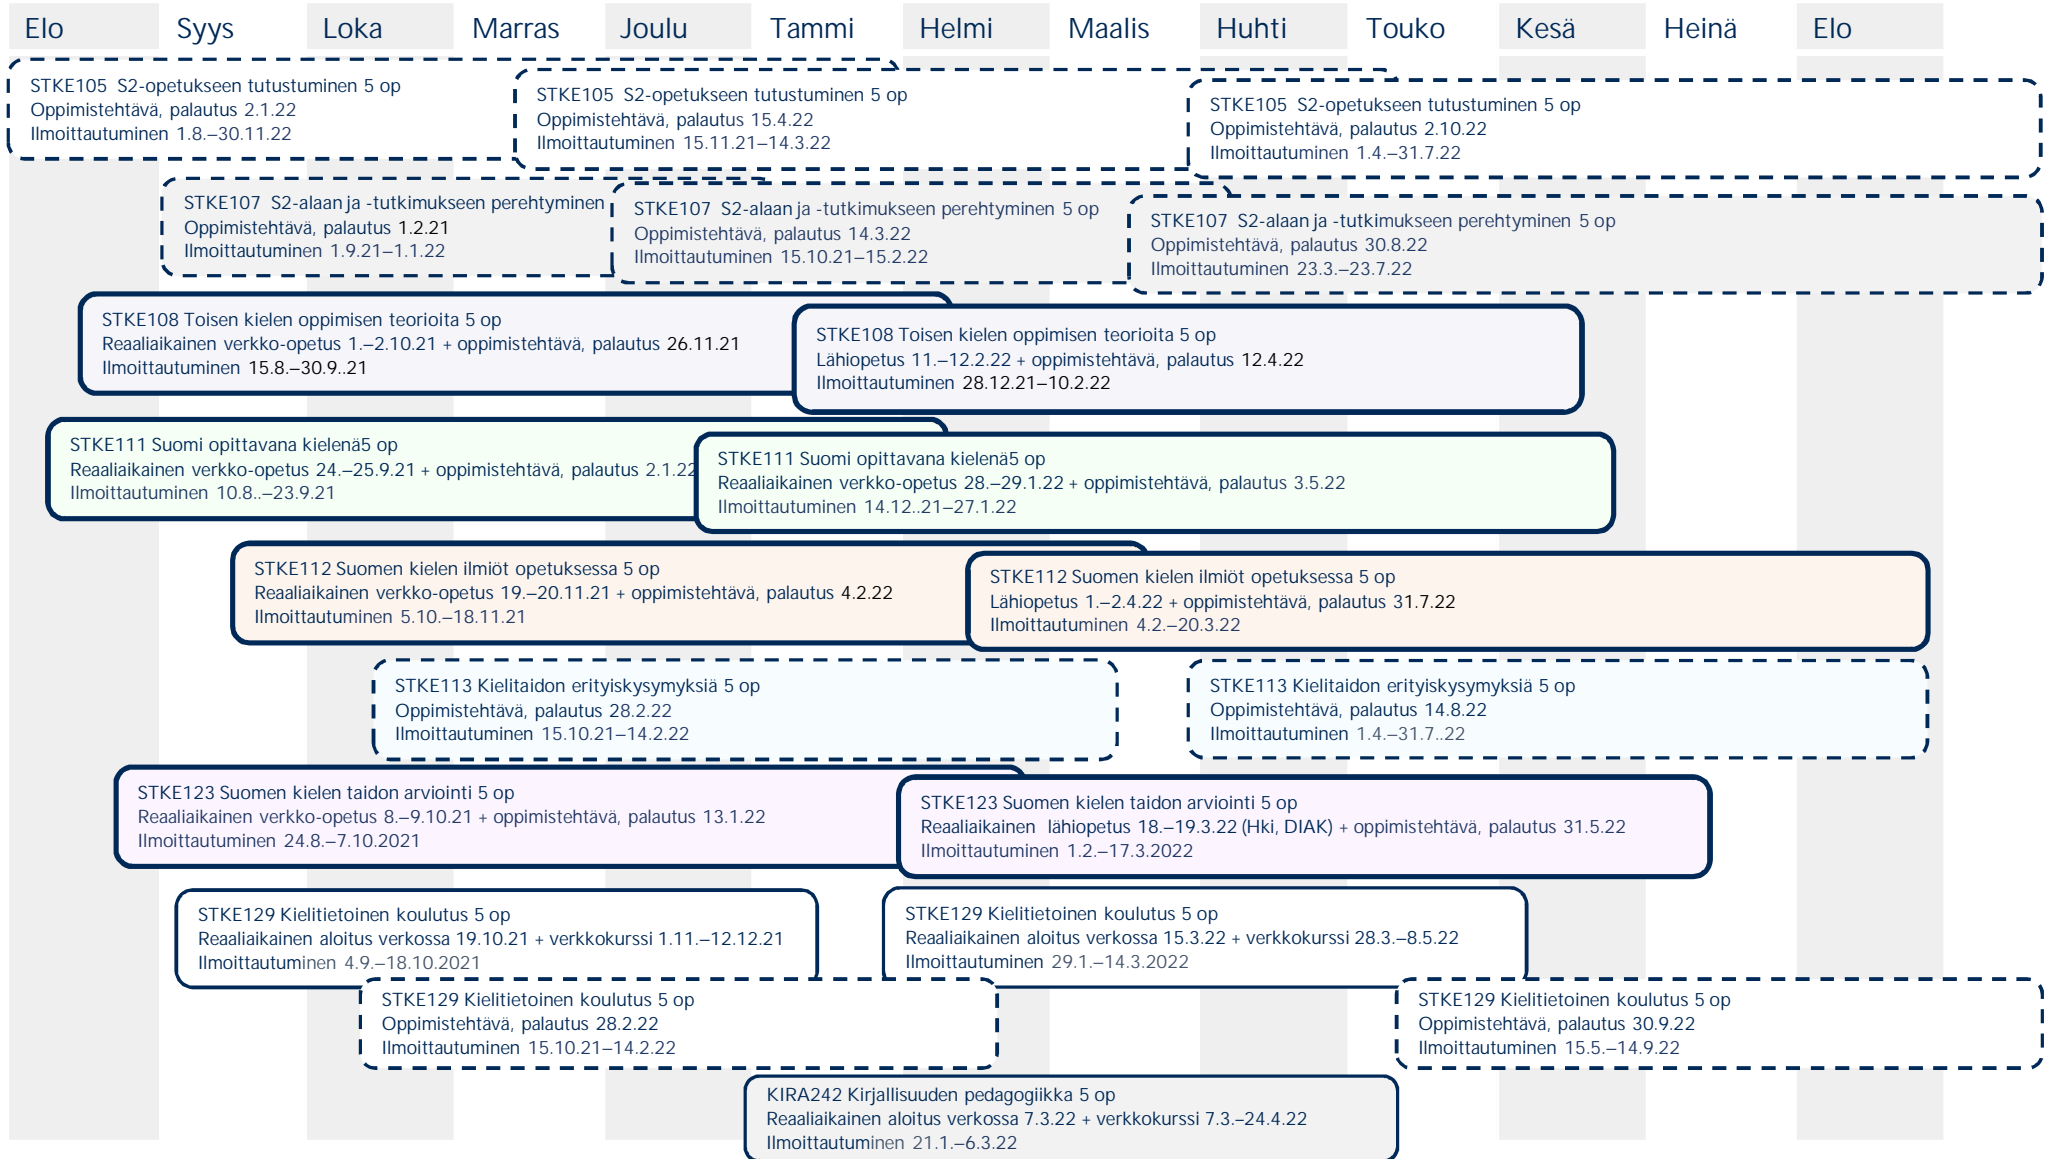 Elo Syys Loka Marras Joulu Tammi Helmi Maalis Huhti Touko Kesä Heinä Elo
STKE105 S2-opetukseen tutustuminen 5 op
Oppimistehtävä, palautus 2.1.22
Ilmoittautuminen 1.8.–30.11.22
STKE105 S2-opetukseen tutustuminen 5 op
Oppimistehtävä, palautus 15.4.22
Ilmoittautuminen 15.11.21–14.3.22
STKE105 S2-opetukseen tutustuminen 5 op
Oppimistehtävä, palautus 2.10.22
Ilmoittautuminen 1.4.–31.7.22
STKE107 S2-alaan ja -tutkimukseen perehtyminen
Oppimistehtävä, palautus 1.2.21
Ilmoittautuminen 1.9.21–1.1.22
STKE107 S2-alaan ja -tutkimukseen perehtyminen 5 op
Oppimistehtävä, palautus 14.3.22
Ilmoittautuminen 15.10.21–15.2.22
STKE107 S2-alaan ja -tutkimukseen perehtyminen 5 op
Oppimistehtävä, palautus 30.8.22
Ilmoittautuminen 23.3.–23.7.22
STKE108 Toisen kielen oppimisen teorioita 5 op
Reaaliaikainen verkko-opetus 1.–2.10.21 + oppimistehtävä, palautus 26.11.21
Ilmoittautuminen 15.8.–30.9..21
STKE108 Toisen kielen oppimisen teorioita 5 op
Lähiopetus 11.–12.2.22 + oppimistehtävä, palautus 12.4.22
Ilmoittautuminen 28.12.21–10.2.22
STKE111 Suomi opittavana kielenä5 op
Reaaliaikainen verkko-opetus 24.–25.9.21 + oppimistehtävä, palautus 2.1.22
Ilmoittautuminen 10.8..–23.9.21
STKE111 Suomi opittavana kielenä5 op
Reaaliaikainen verkko-opetus 28.–29.1.22 + oppimistehtävä, palautus 3.5.22
Ilmoittautuminen 14.12..21–27.1.22
STKE112 Suomen kielen ilmiöt opetuksessa 5 op
Reaaliaikainen verkko-opetus 19.–20.11.21 + oppimistehtävä, palautus 4.2.22
Ilmoittautuminen 5.10.–18.11.21
STKE112 Suomen kielen ilmiöt opetuksessa 5 op
Lähiopetus 1.–2.4.22 + oppimistehtävä, palautus 31.7.22
Ilmoittautuminen 4.2.–20.3.22
STKE113 Kielitaidon erityiskysymyksiä 5 op
Oppimistehtävä, palautus 28.2.22
Ilmoittautuminen 15.10.21–14.2.22
STKE113 Kielitaidon erityiskysymyksiä 5 op
Oppimistehtävä, palautus 14.8.22
Ilmoittautuminen 1.4.–31.7..22
STKE123 Suomen kielen taidon arviointi 5 op
Reaaliaikainen verkko-opetus 8.–9.10.21 + oppimistehtävä, palautus 13.1.22
Ilmoittautuminen 24.8.–7.10.2021
STKE123 Suomen kielen taidon arviointi 5 op
Reaaliaikainen lähiopetus 18.–19.3.22 (Hki, DIAK) + oppimistehtävä, palautus 31.5.22
Ilmoittautuminen 1.2.–17.3.2022
STKE129 Kielitietoinen koulutus 5 op
Reaaliaikainen aloitus verkossa 19.10.21 + verkkokurssi 1.11.–12.12.21
Ilmoittautuminen 4.9.–18.10.2021
STKE129 Kielitietoinen koulutus 5 op
Reaaliaikainen aloitus verkossa 15.3.22 + verkkokurssi 28.3.–8.5.22
Ilmoittautuminen 29.1.–14.3.2022
STKE129 Kielitietoinen koulutus 5 op
Oppimistehtävä, palautus 28.2.22
Ilmoittautuminen 15.10.21–14.2.22
STKE129 Kielitietoinen koulutus 5 op
Oppimistehtävä, palautus 30.9.22
Ilmoittautuminen 15.5.–14.9.22
KIRA242 Kirjallisuuden pedagogiikka 5 op
Reaaliaikainen aloitus verkossa 7.3.22 + verkkokurssi 7.3.–24.4.22
Ilmoittautuminen 21.1.–6.3.22